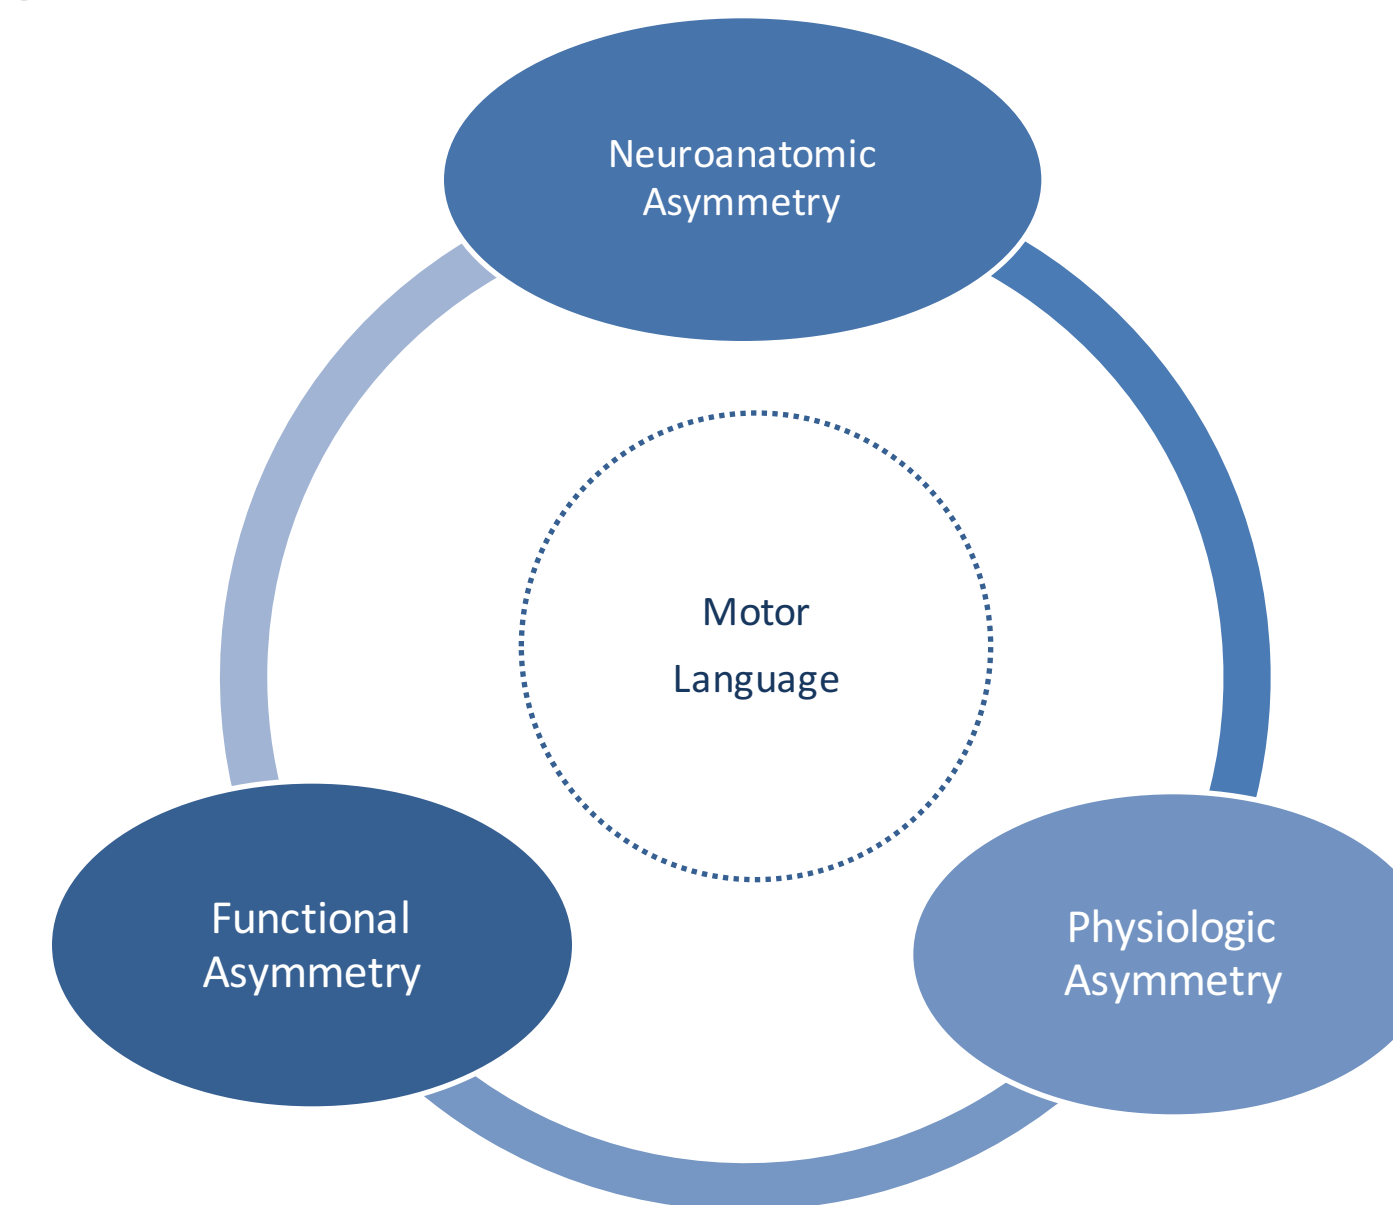 Neuroanatomic
Asymmetry
Motor
Language
Functional
Asymmetry
Physiologic
Asymmetry